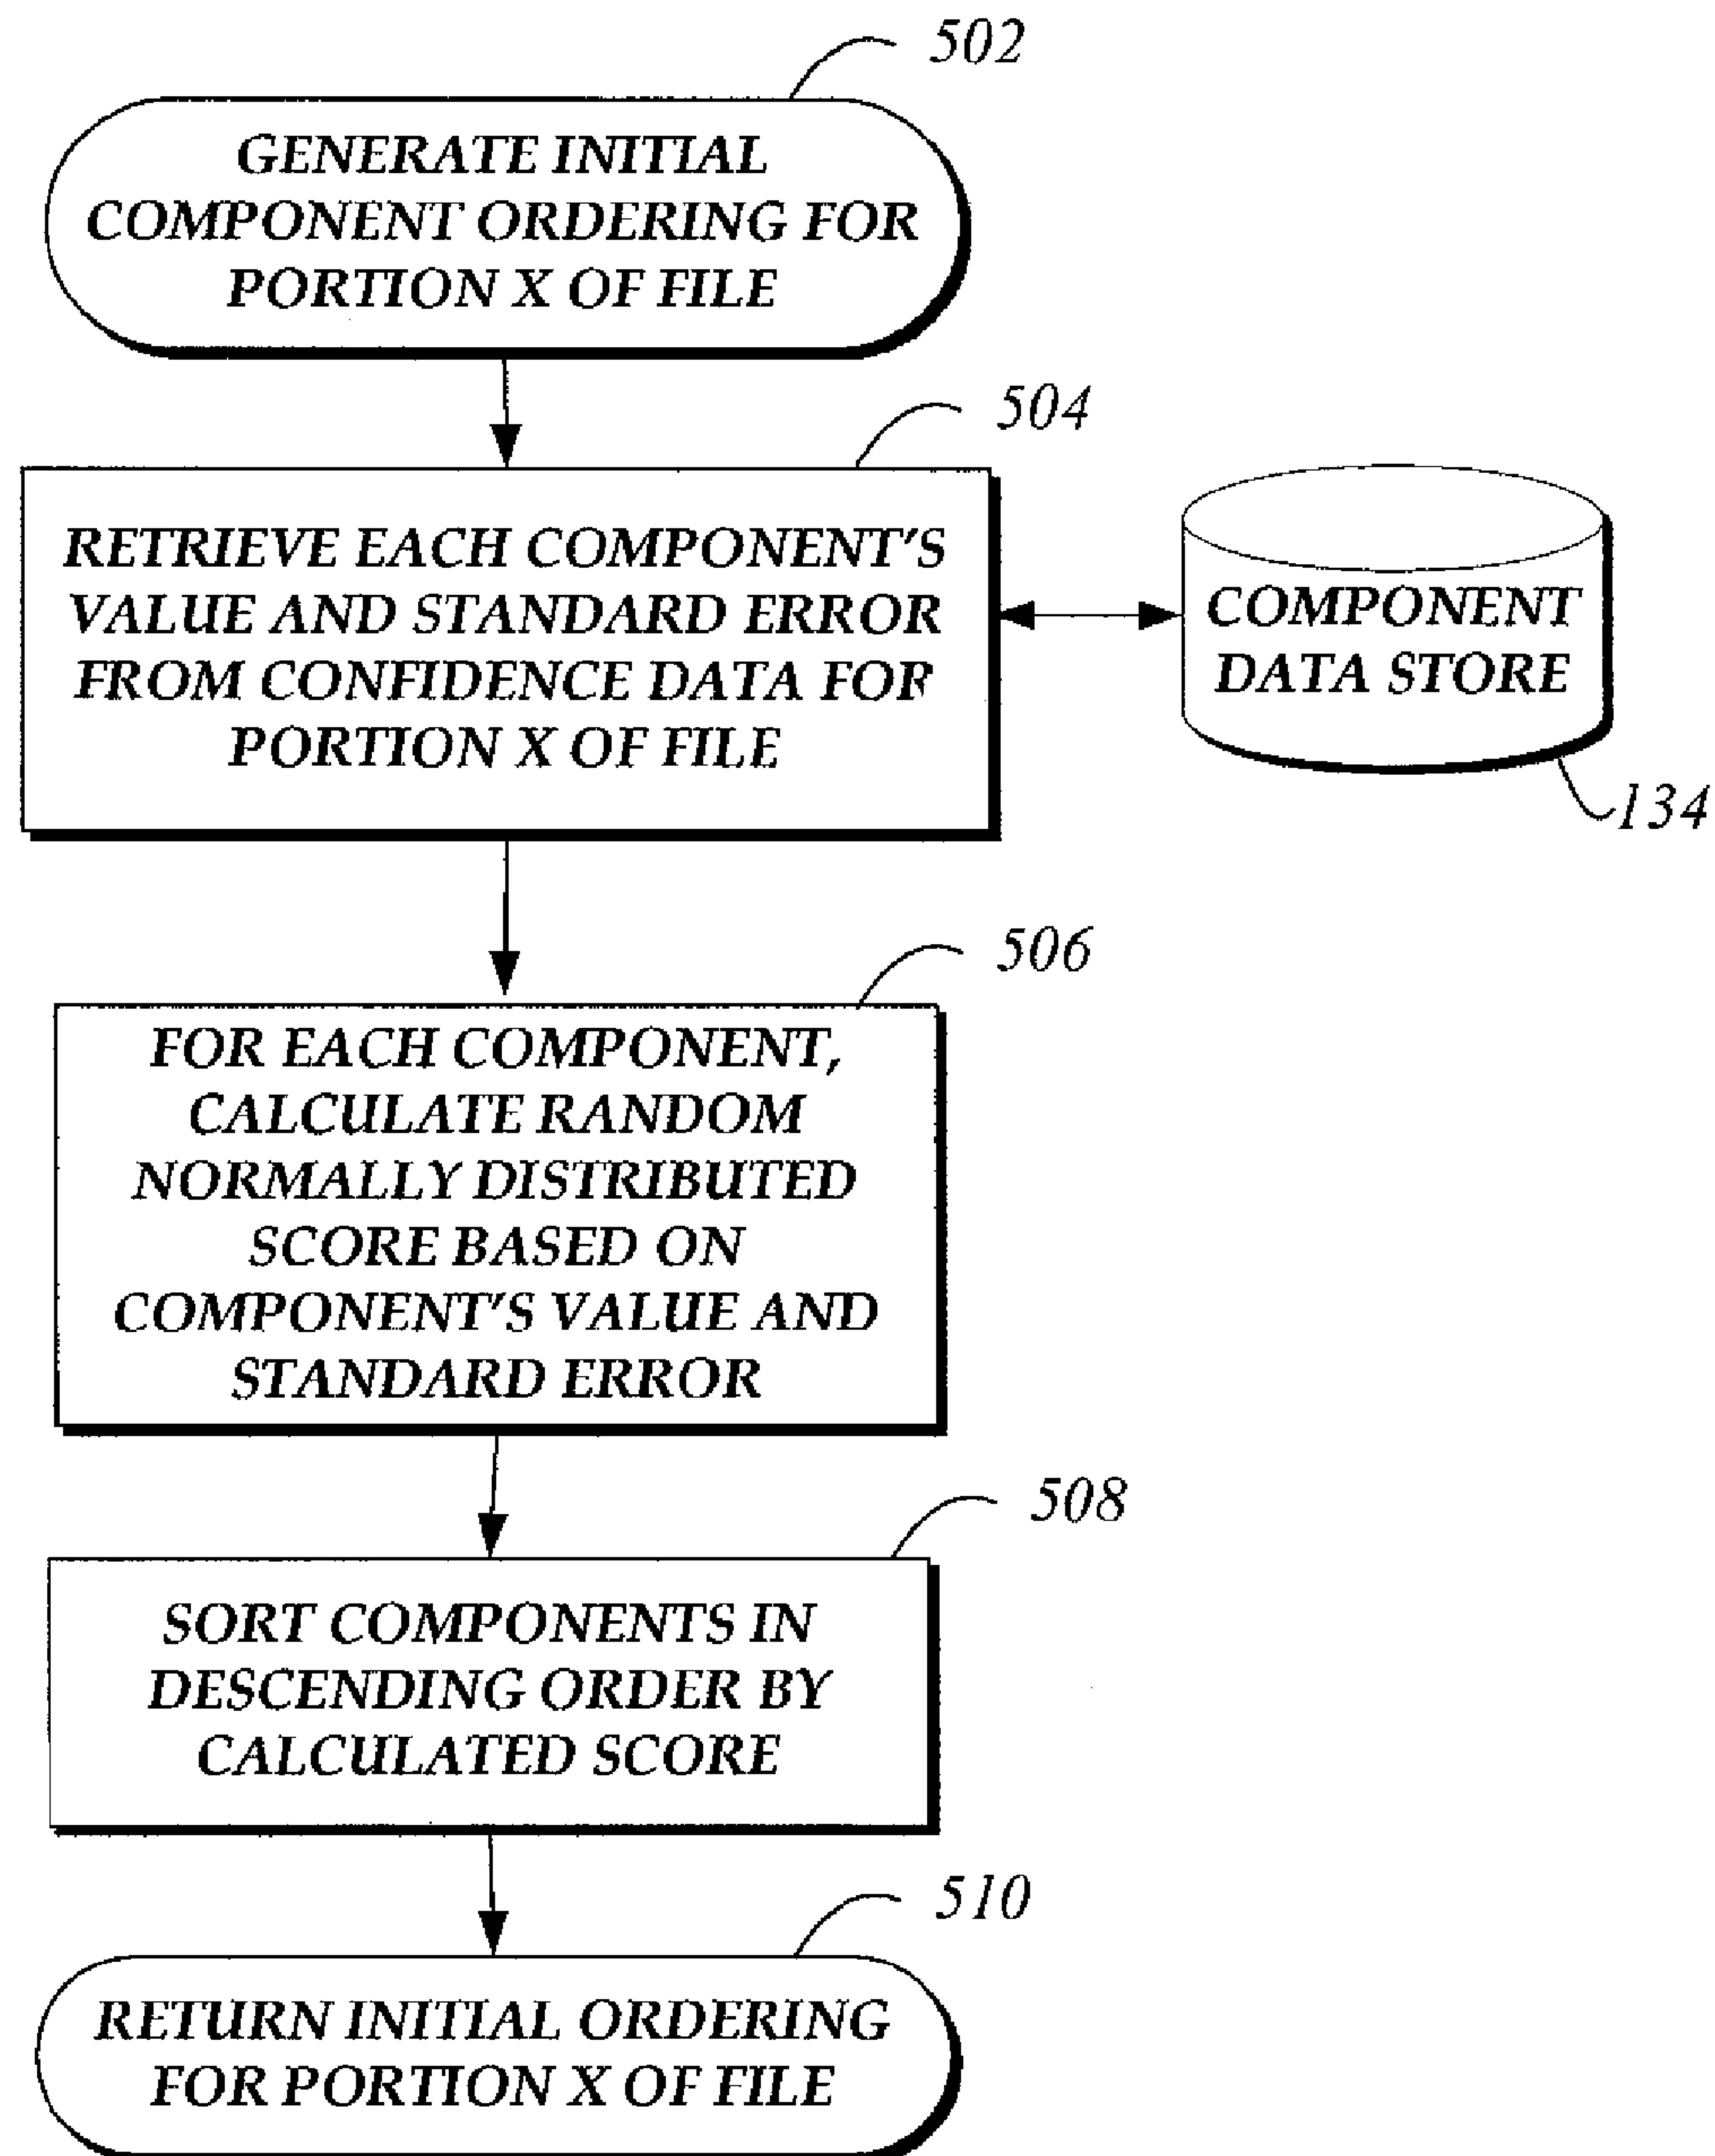 502
GENERATE INITIAL
COMPONENT ORDERING FOR
PORTION X OF FILE
504
RETRIEVE EACH COMPONENT'S
VALUE AND STANDARD ERROR
FROM CONFIDENCE DATA FOR
PORTION X OF FILE
COMPONENT
DATA STORE
134
506
FOR EACH COMPONENT,
CALCULATE RANDOM
NORMALLY DISTRIBUTED
SCORE BASED ON
COMPONENT'S VALUE AND
STANDARD ERROR
508
SORT COMPONENTS IN
DESCENDING ORDER BY
CALCULATED SCORE
510
RETURN INITIAL ORDERING
FOR PORTION X OF FILE